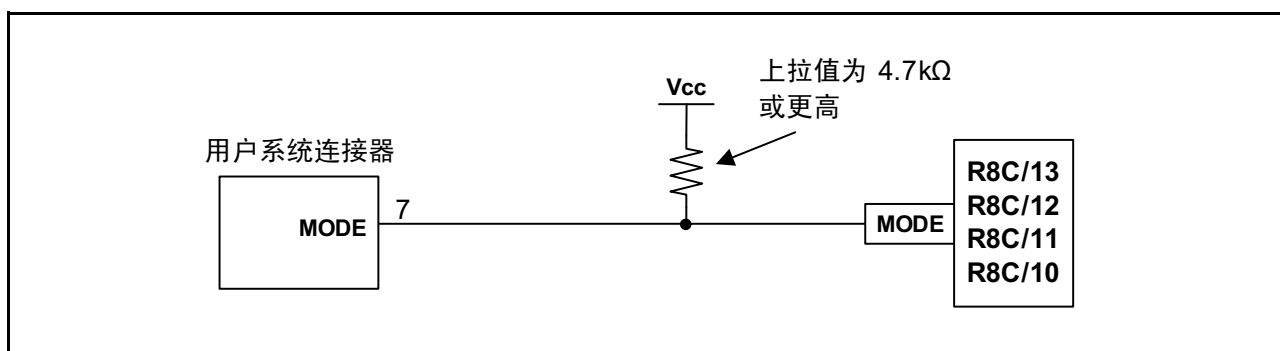 上拉值为 4.7kΩ
或更高
Vcc
用户系统连接器
MODE
7
MODE
R8C/13
R8C/12
R8C/11
R8C/10